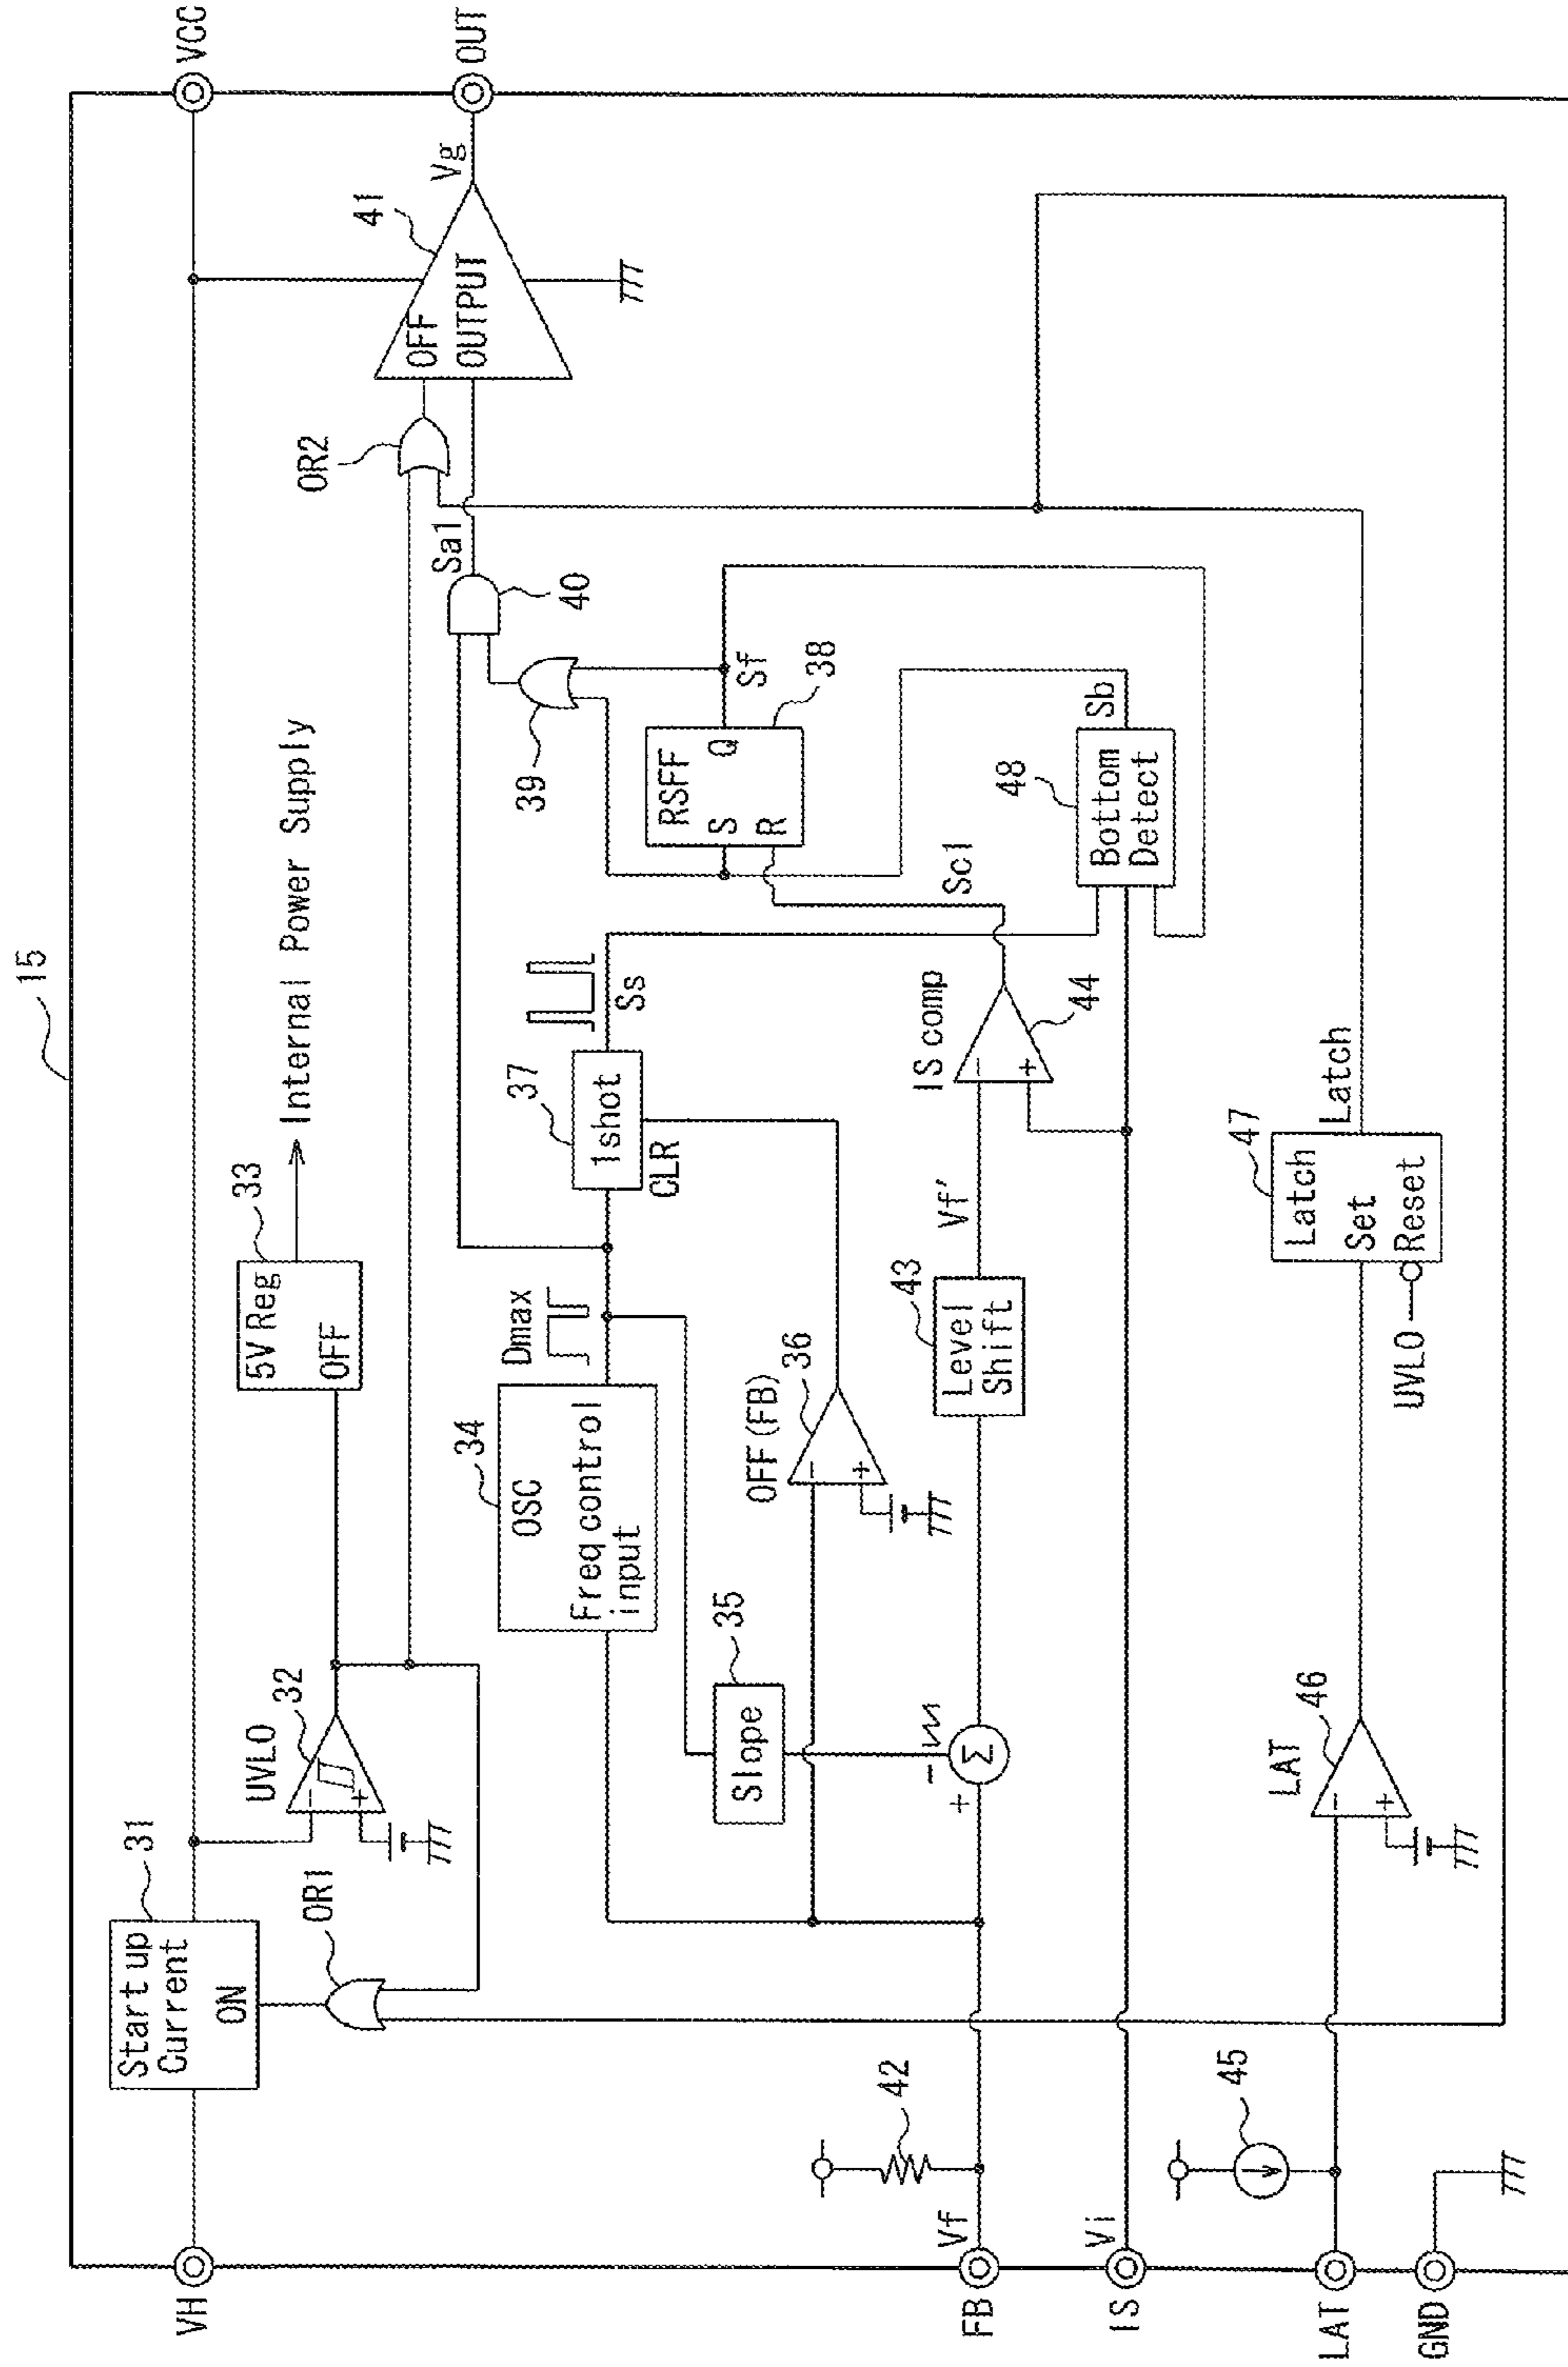 15
VH
Start up
Current
ON
31
OR1
UVLO
32
5V Reg
OFF
33
Internal Power Supply
VCC
OR2
OFF
OUTPUT
41
Vg
OUT
OSC
Freq control
input
34
Dmax
1shot
37
CLR
Ss
Sa1
40
39
Slope
35
OFF(FB)
36
-
+
RSFF
S
Q
R
Sf
38
42
Vf
FB
+
-
Σ
Level
Shift
43
Vf'
IS comp
-
+
44
Sc1
Vi
IS
Bottom
Detect
48
Sb
45
LAT
LAT
-
+
46
Latch
Set
Reset
47
Latch
UVLO
GND
-
+